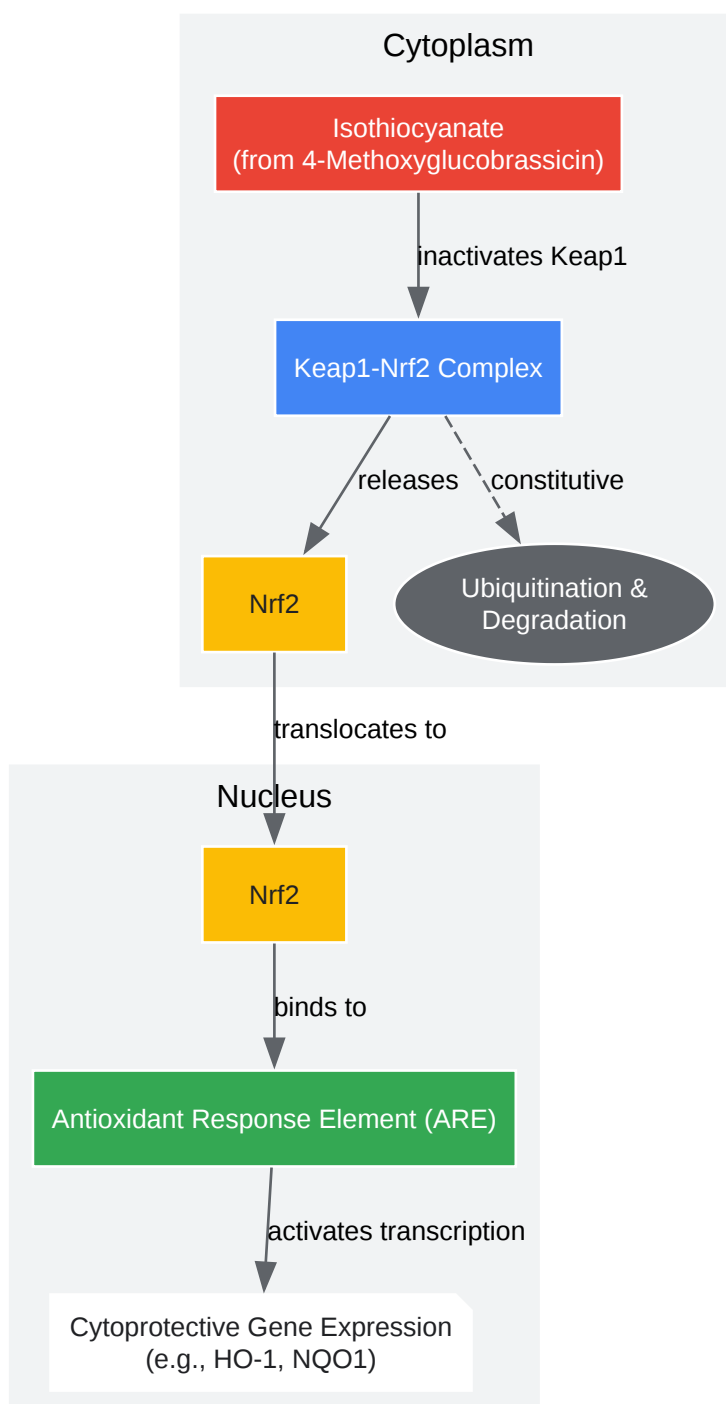 Cytoplasm
Isothiocyanate
(from 4-Methoxyglucobrassicin)
inactivates Keap1
Keap1-Nrf2 Complex
releases
constitutive
Nrf2
Ubiquitination &
Degradation
translocates to
Nucleus
Nrf2
binds to
Antioxidant Response Element (ARE)
activates transcription
Cytoprotective Gene Expression
(e.g., HO-1, NQO1)